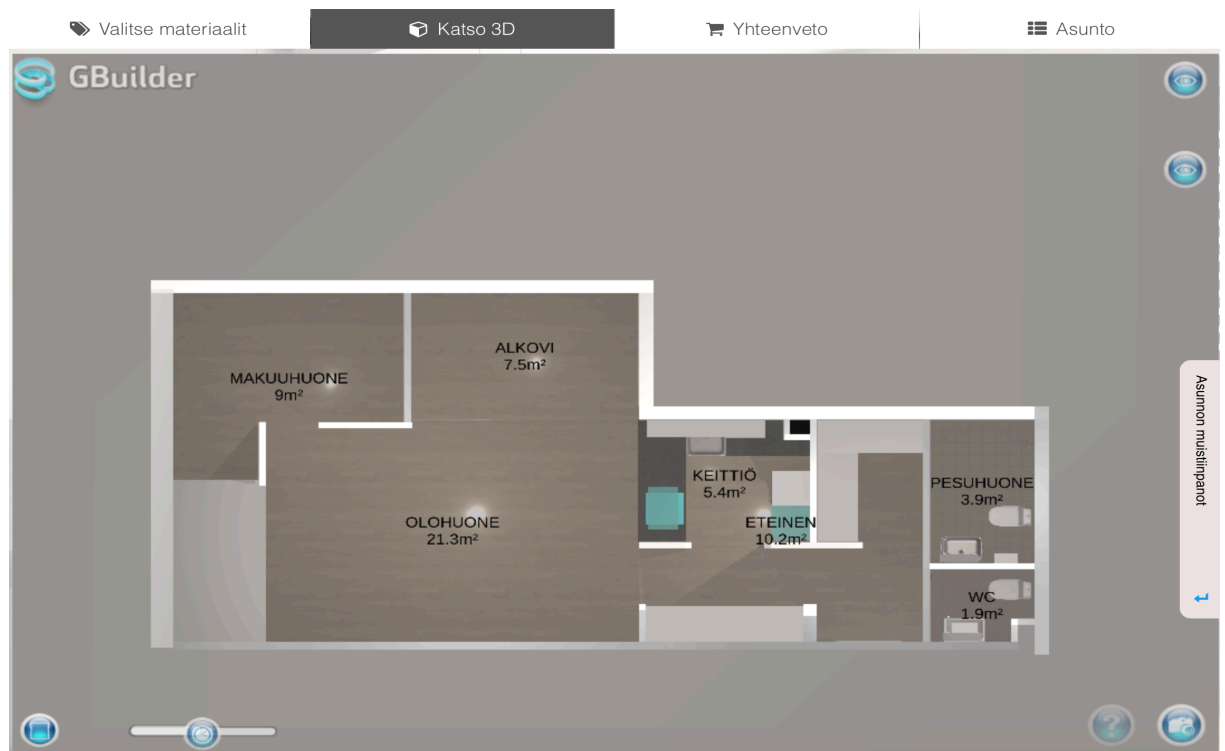 Valitse materiaalit
Katso 3D
Yhteenveto
Asunto
GBuilder
ALKOVI
7.5m²
MAKUUHUONE
9m²
KEITTIÖ
5.4m²
PESUHUONE
3.9m²
OLOHUONE
21.3m²
ETEINEN
10.2m²
WC
1.9m²
Asunnon muistiinpanot
?